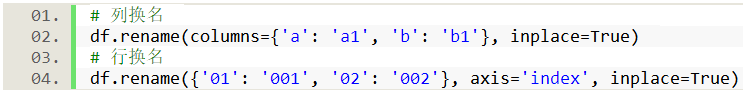 01. # 列换名
02. df.rename(columns={'a': 'a1', 'b': 'b1'}, inplace=True)
03. # 行换名
04. df.rename({'01': '001', '02': '002'}, axis='index', inplace=True)